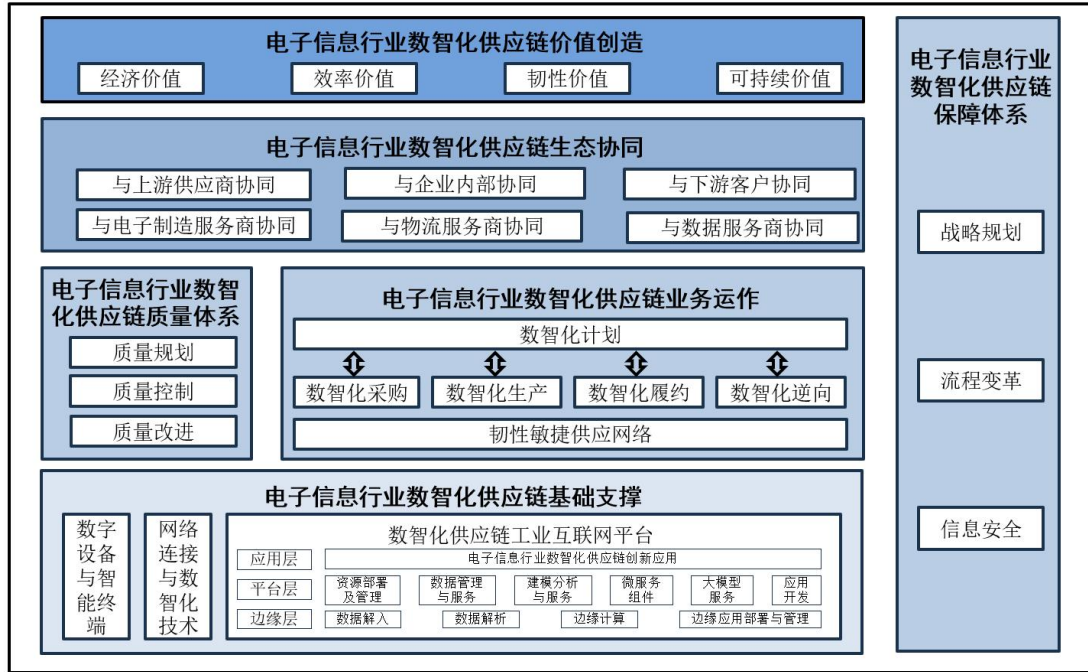 电子信息行业数智化供应链价值创造
经济价值
效率价值
韧性价值
可持续价值
电子信息行业数智化供应链生态协同
与上游供应商协同
与企业内部协同
与下游客户协同
与电子制造服务商协同
与物流服务商协同
与数据服务商协同
电子信息行业数智
化供应链质量体系
质量规划
质量控制
质量改进
电子信息行业数智化供应链业务运作
数智化计划
数智化采购
数智化生产
数智化履约
数智化逆向
韧性敏捷供应网络
电子信息行业数智化供应链基础支撑
数字
设备
与智
能终
端
网络
连接
与数
智化
技术
数智化供应链工业互联网平台
应用层
电子信息行业数智化供应链创新应用
平台层
资源部署
及管理
数据管理
与服务
建模分析
与服务
微服务
组件
大模型
服务
应用
开发
边缘层
数据解入
数据解析
边缘计算
边缘应用部署与管理
电子信息行业
数智化供应链
保障体系
战略规划
流程变革
信息安全